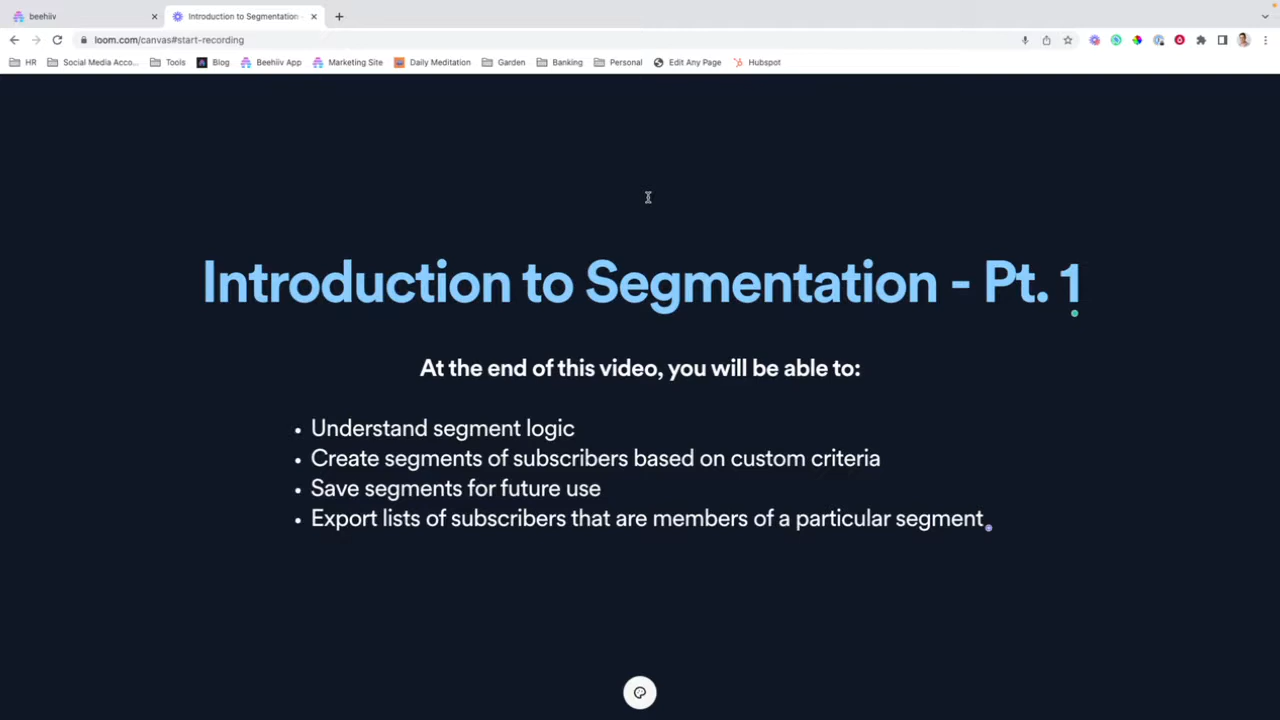 beehiiv
Introduction to Segmentation -
loom.com/canvas#start-recording
HR
Social Media Acco...
Tools
Blog
Beehiiv App
Marketing Site
Daily Meditation
Garden
Banking
Personal
Edit Any Page
Hubspot
Introduction to Segmentation - Pt. 1
At the end of this video, you will be able to:
• Understand segment logic
• Create segments of subscribers based on custom criteria
• Save segments for future use
• Export lists of subscribers that are members of a particular segment